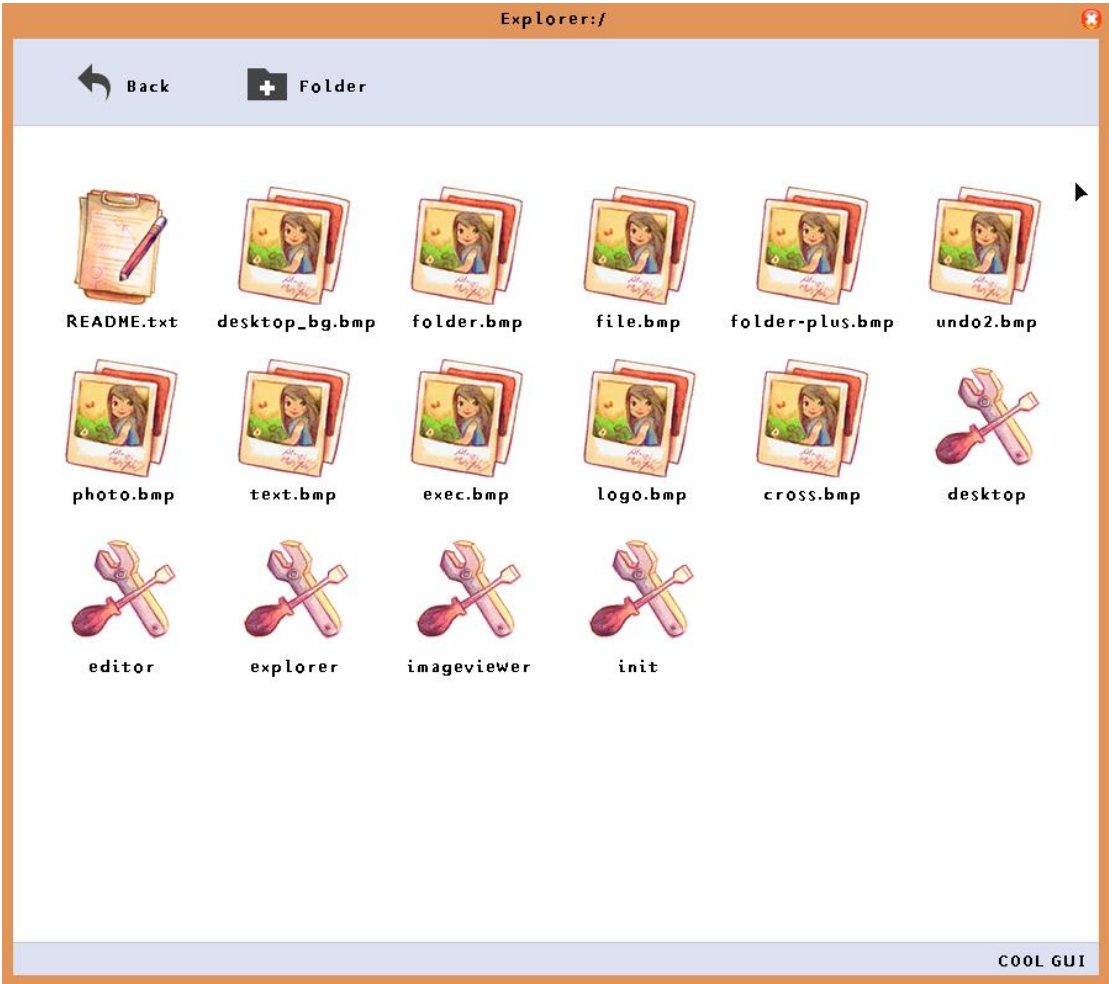 Explorer:/
Back Folder
README.txt desktop_bg.bmp folder.bmp file.bmp folder-plus.bmp undo2.bmp
photo.bmp text.bmp exec.bmp logo.bmp cross.bmp desktop
editor explorer imageviewer init
COOL GUI